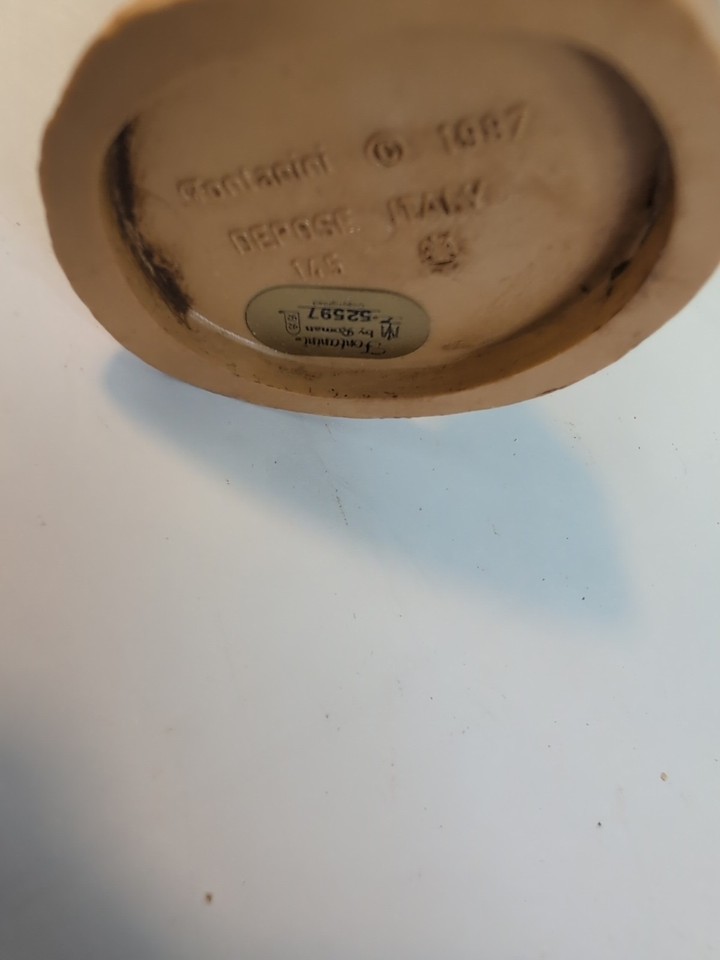 Fontanini © 1987
DEPOSE ITALY
145
Fontanini®
by Roman
52597